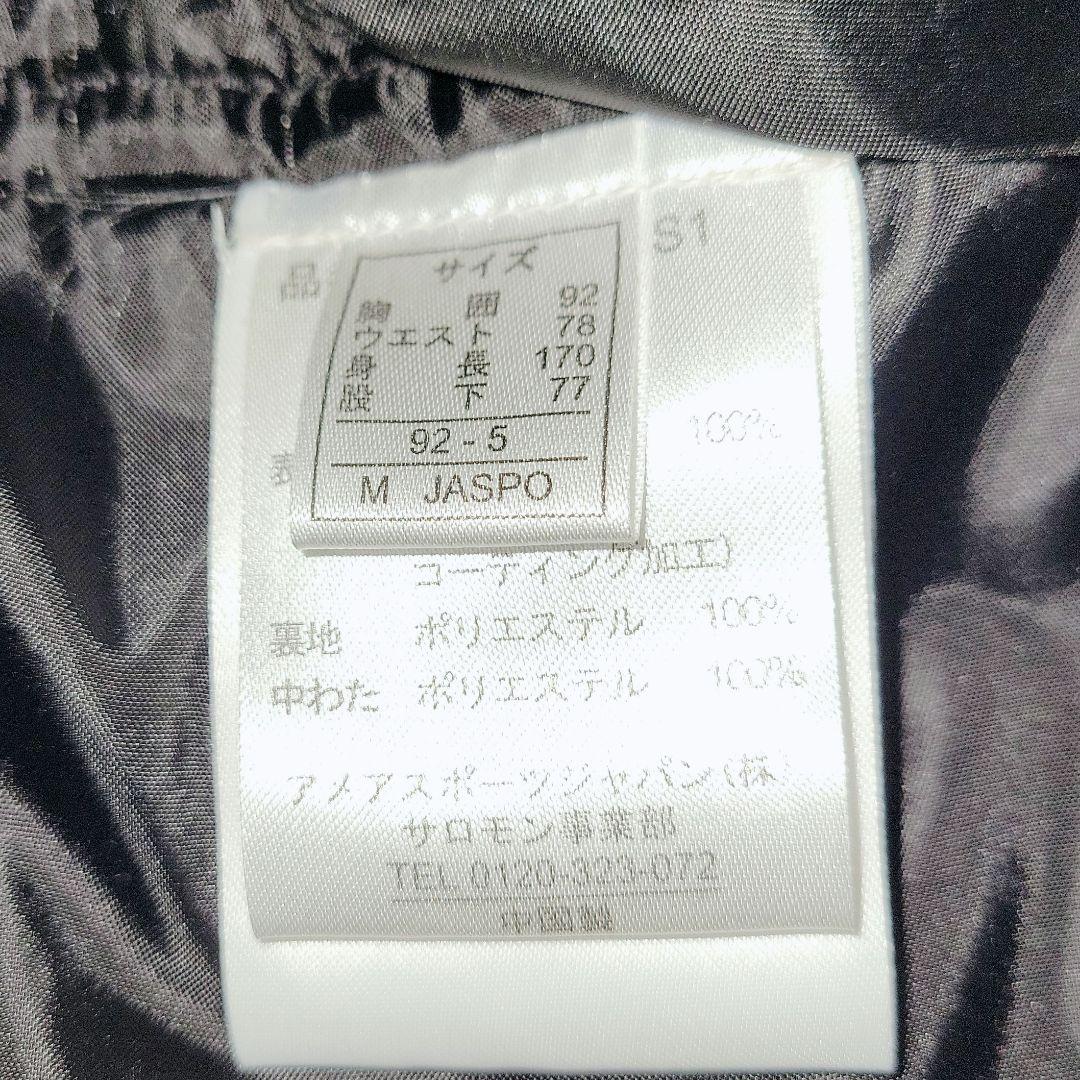 サイズ
胸囲 92
ウエスト 78
身長 170
股下 77
92 - 5
M JASPO
品 S1
表 100%
コーティング加工)
裏地 ポリエステル 100%
中わた ポリエステル 100%
アメアスポーツジャパン(株)
サロモン事業部
TEL 0120-323-072
中国製